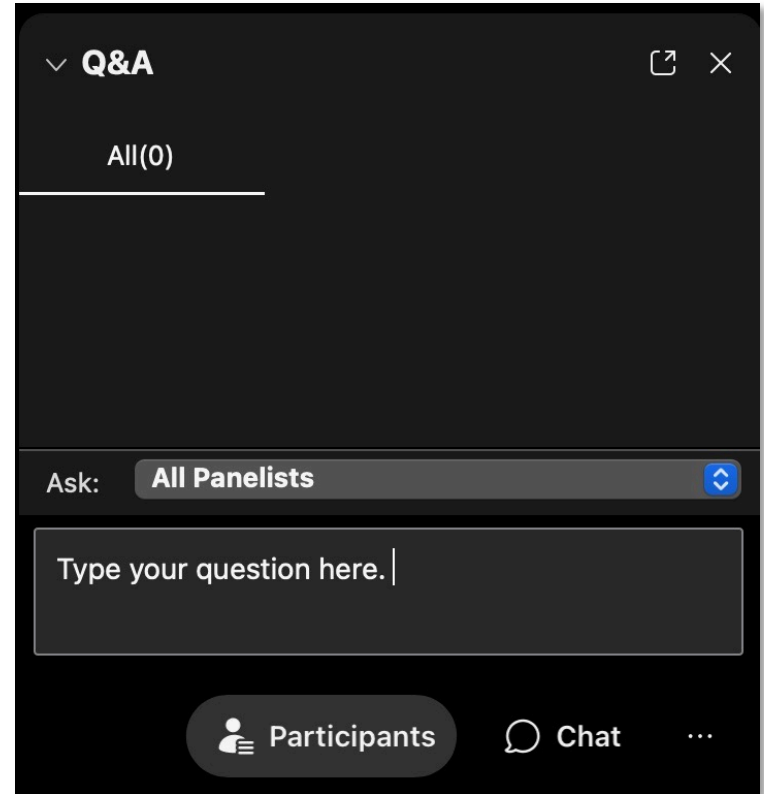 Q&A
All(0)
Ask: All Panelists
Type your question here.
Participants Chat ...